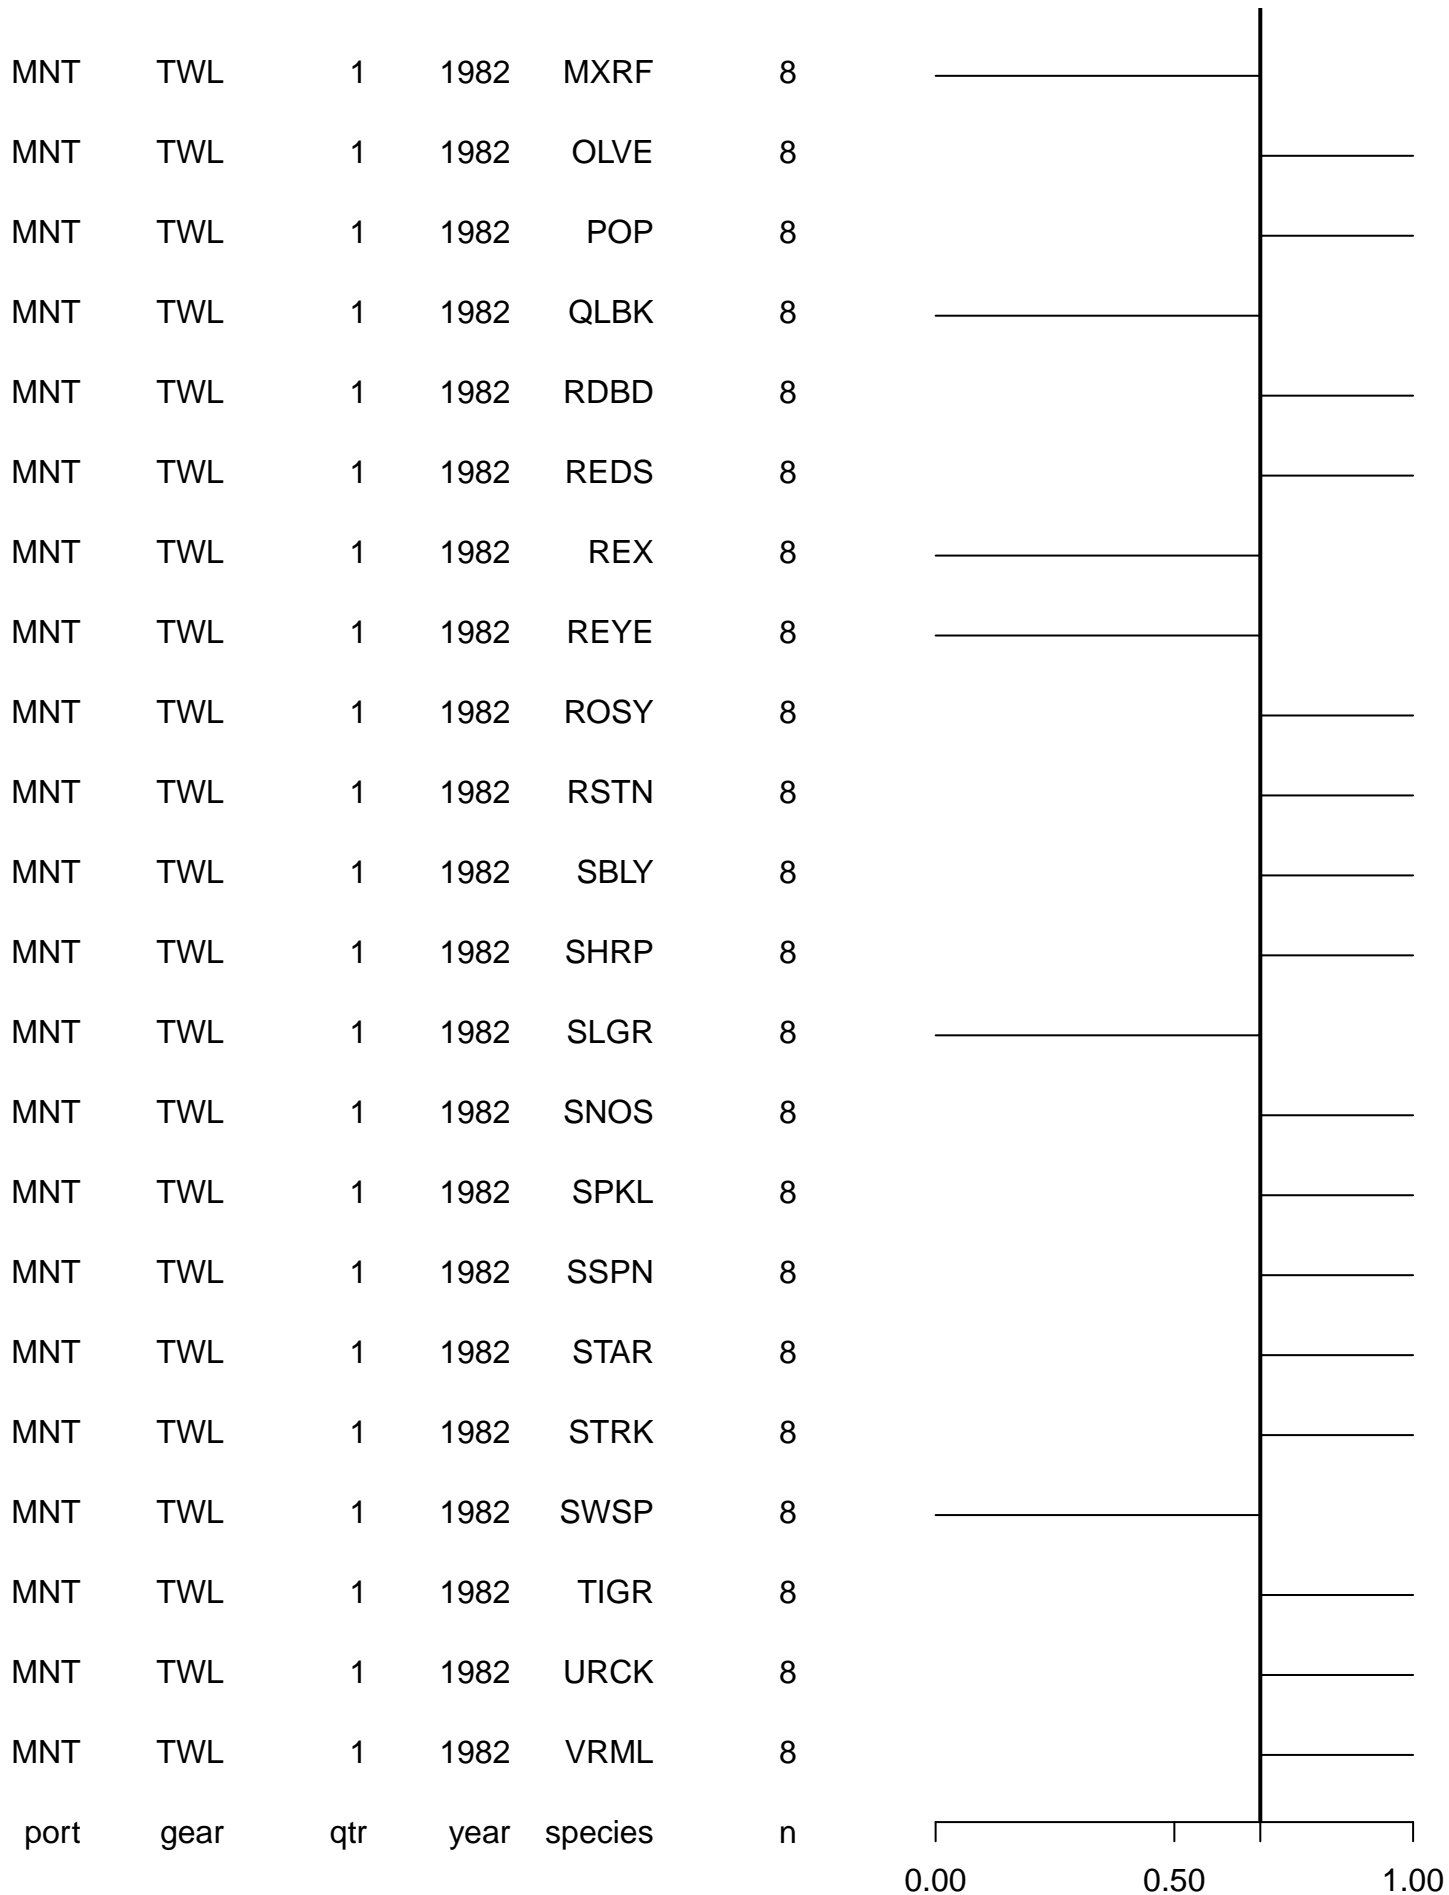 MNT TWL 1 1982 MXRF 8
MNT TWL 1 1982 OLVE 8
MNT TWL 1 1982 POP 8
MNT TWL 1 1982 QLBK 8
MNT TWL 1 1982 RDBD 8
MNT TWL 1 1982 REDS 8
MNT TWL 1 1982 REX 8
MNT TWL 1 1982 REYE 8
MNT TWL 1 1982 ROSY 8
MNT TWL 1 1982 RSTN 8
MNT TWL 1 1982 SBLY 8
MNT TWL 1 1982 SHRP 8
MNT TWL 1 1982 SLGR 8
MNT TWL 1 1982 SNOS 8
MNT TWL 1 1982 SPKL 8
MNT TWL 1 1982 SSPN 8
MNT TWL 1 1982 STAR 8
MNT TWL 1 1982 STRK 8
MNT TWL 1 1982 SWSP 8
MNT TWL 1 1982 TIGR 8
MNT TWL 1 1982 URCK 8
MNT TWL 1 1982 VRML 8
port gear qtr year species n
0.00 0.50 1.00